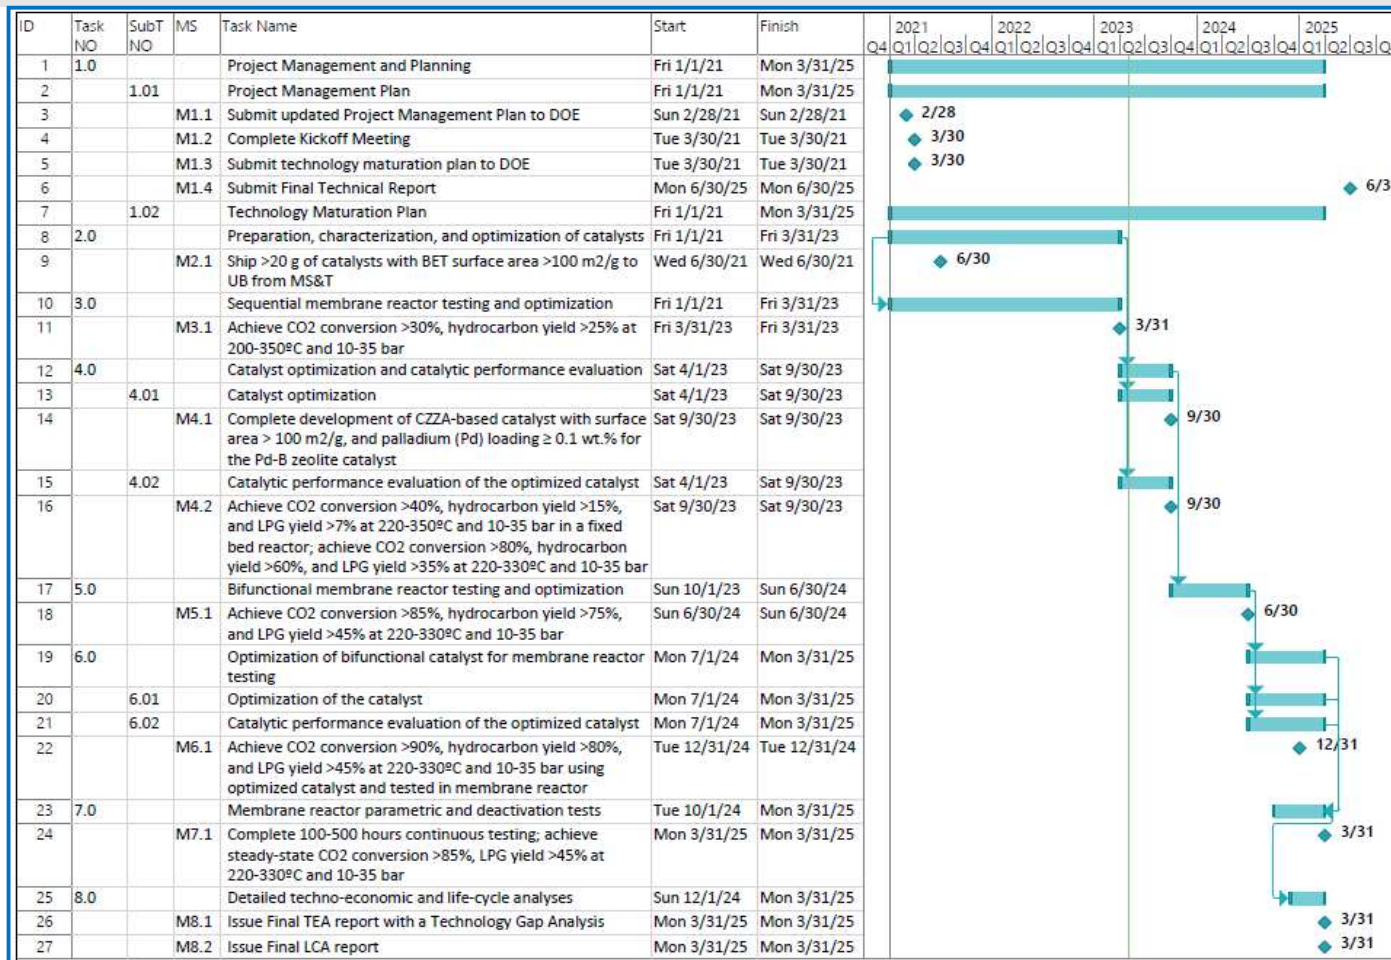 ID Task SubT MS Task Name Start Finish 2021 2022 2023 2024 2025
NO NO Q4 Q1 Q2 Q3 Q4 Q1 Q2 Q3 Q4 Q1 Q2 Q3 Q4 Q1 Q2 Q3 Q4 Q1 Q2 Q3
1 1.0 Project Management and Planning Fri 1/1/21 Mon 3/31/25
2 1.01 Project Management Plan Fri 1/1/21 Mon 3/31/25
3 M1.1 Submit updated Project Management Plan to DOE Sun 2/28/21 Sun 2/28/21 2/28
4 M1.2 Complete Kickoff Meeting Tue 3/30/21 Tue 3/30/21 3/30
5 M1.3 Submit technology maturation plan to DOE Tue 3/30/21 Tue 3/30/21 3/30
6 M1.4 Submit Final Technical Report Mon 6/30/25 Mon 6/30/25 6/3
7 1.02 Technology Maturation Plan Fri 1/1/21 Mon 3/31/25
8 2.0 Preparation, characterization, and optimization of catalysts Fri 1/1/21 Fri 3/31/23
9 M2.1 Ship >20 g of catalysts with BET surface area >100 m2/g to Wed 6/30/21 Wed 6/30/21 6/30
UB from MS&T
10 3.0 Sequential membrane reactor testing and optimization Fri 1/1/21 Fri 3/31/23
11 M3.1 Achieve CO2 conversion >30%, hydrocarbon yield >25% at Fri 3/31/23 Fri 3/31/23 3/31
200-350ºC and 10-35 bar
12 4.0 Catalyst optimization and catalytic performance evaluation Sat 4/1/23 Sat 9/30/23
13 4.01 Catalyst optimization Sat 4/1/23 Sat 9/30/23
14 M4.1 Complete development of CZZA-based catalyst with surface Sat 9/30/23 Sat 9/30/23 9/30
area > 100 m2/g, and palladium (Pd) loading ≥ 0.1 wt.% for
the Pd-B zeolite catalyst
15 4.02 Catalytic performance evaluation of the optimized catalyst Sat 4/1/23 Sat 9/30/23
16 M4.2 Achieve CO2 conversion >40%, hydrocarbon yield >15%, Sat 9/30/23 Sat 9/30/23 9/30
and LPG yield >7% at 220-350ºC and 10-35 bar in a fixed
bed reactor; achieve CO2 conversion >80%, hydrocarbon
yield >60%, and LPG yield >35% at 220-330ºC and 10-35 bar
17 5.0 Bifunctional membrane reactor testing and optimization Sun 10/1/23 Sun 6/30/24
18 M5.1 Achieve CO2 conversion >85%, hydrocarbon yield >75%, Sun 6/30/24 Sun 6/30/24 6/30
and LPG yield >45% at 220-330ºC and 10-35 bar
19 6.0 Optimization of bifunctional catalyst for membrane reactor Mon 7/1/24 Mon 3/31/25
testing
20 6.01 Optimization of the catalyst Mon 7/1/24 Mon 3/31/25
21 6.02 Catalytic performance evaluation of the optimized catalyst Mon 7/1/24 Mon 3/31/25
22 M6.1 Achieve CO2 conversion >90%, hydrocarbon yield >80%, Tue 12/31/24 Tue 12/31/24 12/31
and LPG yield >45% at 220-330ºC and 10-35 bar using
optimized catalyst and tested in membrane reactor
23 7.0 Membrane reactor parametric and deactivation tests Tue 10/1/24 Mon 3/31/25
24 M7.1 Complete 100-500 hours continuous testing; achieve Mon 3/31/25 Mon 3/31/25 3/31
steady-state CO2 conversion >85%, LPG yield >45% at
220-330ºC and 10-35 bar
25 8.0 Detailed techno-economic and life-cycle analyses Sun 12/1/24 Mon 3/31/25
26 M8.1 Issue Final TEA report with a Technology Gap Analysis Mon 3/31/25 Mon 3/31/25 3/31
27 M8.2 Issue Final LCA report Mon 3/31/25 Mon 3/31/25 3/31